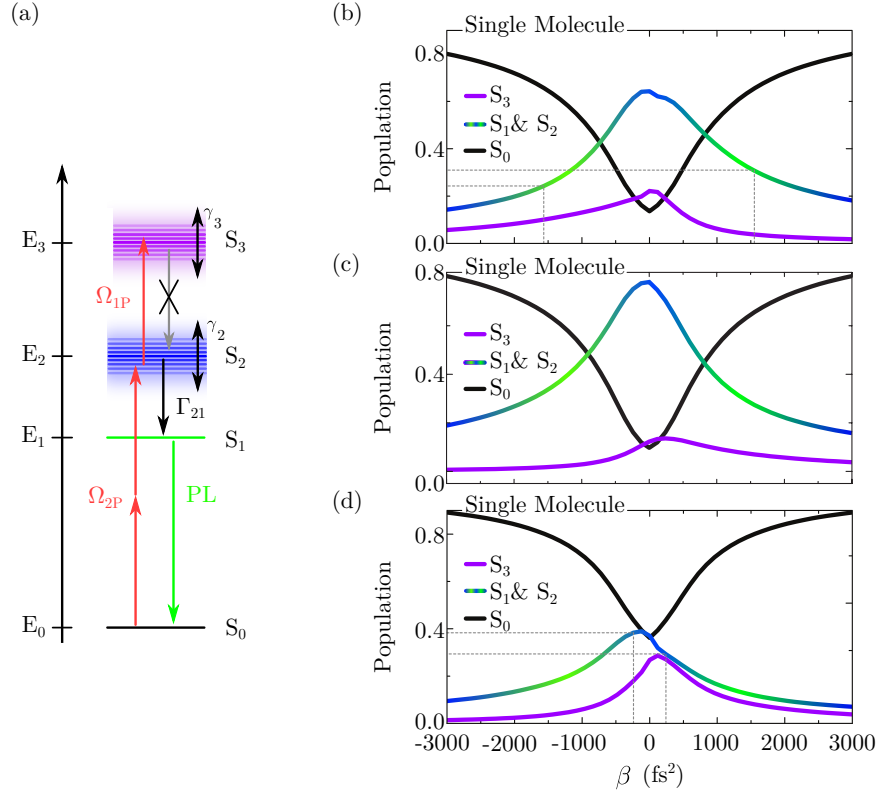 (a)
E₃
E₂
E₁
E₀
Ω₁P
Ω₂P
γ₃
γ₂
Γ₂₁
PL
S₃
S₂
S₁
S₀
(b)
Single Molecule
Population
0.8
0.4
0.0
S₃
S₁& S₂
S₀
(c)
Single Molecule
Population
0.8
0.4
0.0
S₃
S₁& S₂
S₀
(d)
Single Molecule
Population
0.8
0.4
0.0
S₃
S₁& S₂
S₀
-3000 -2000 -1000 0 1000 2000 3000
β (fs²)